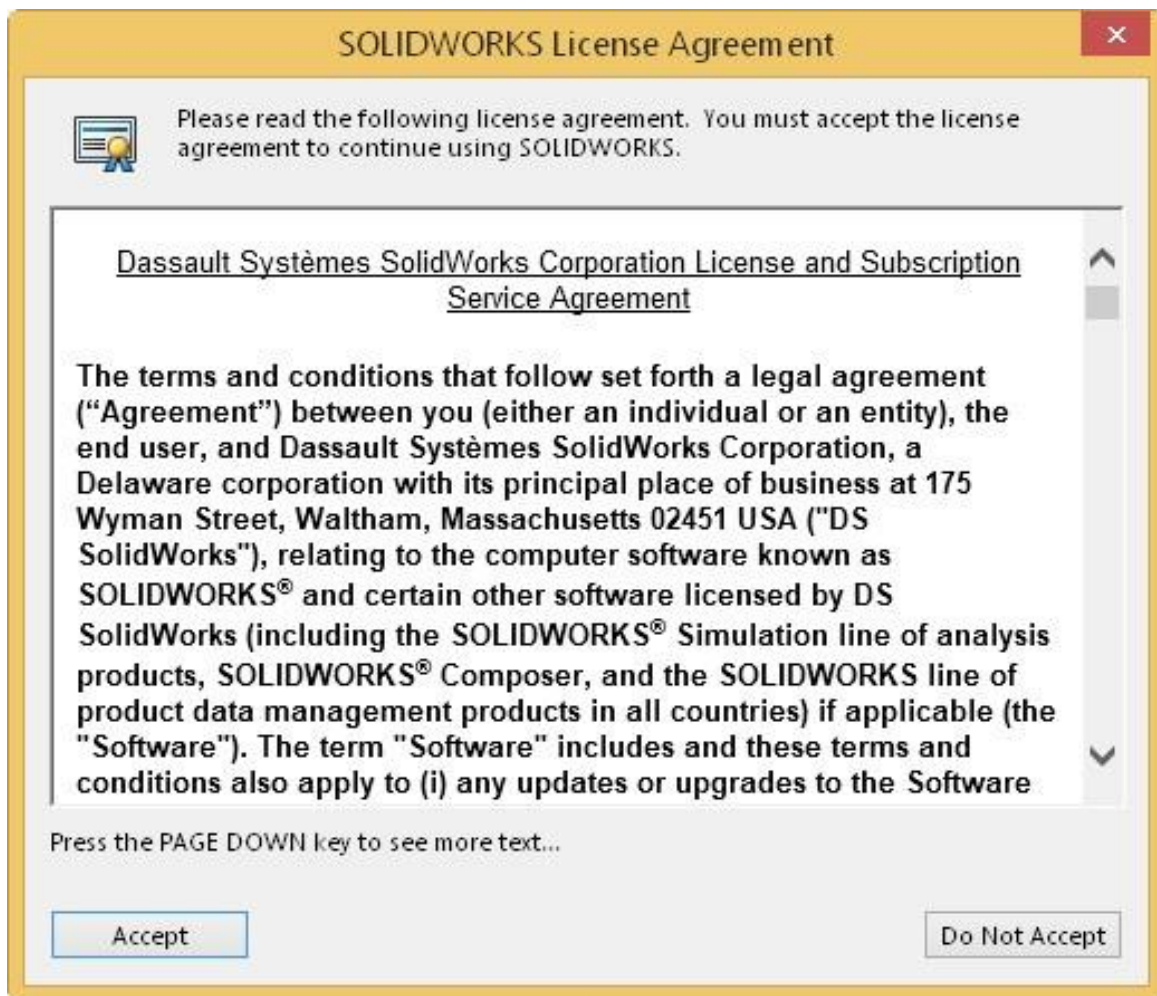 SOLIDWORKS License Agreement
Please read the following license agreement.  You must accept the license
agreement to continue using SOLIDWORKS.
Dassault Systèmes SolidWorks Corporation License and Subscription
Service Agreement
The terms and conditions that follow set forth a legal agreement
(“Agreement”) between you (either an individual or an entity), the
end user, and Dassault Systèmes SolidWorks Corporation, a
Delaware corporation with its principal place of business at 175
Wyman Street, Waltham, Massachusetts 02451 USA ("DS
SolidWorks"), relating to the computer software known as
SOLIDWORKS® and certain other software licensed by DS
SolidWorks (including the SOLIDWORKS® Simulation line of analysis
products, SOLIDWORKS® Composer, and the SOLIDWORKS line of
product data management products in all countries) if applicable (the
"Software"). The term "Software" includes and these terms and
conditions also apply to (i) any updates or upgrades to the Software
Press the PAGE DOWN key to see more text...
Accept
Do Not Accept